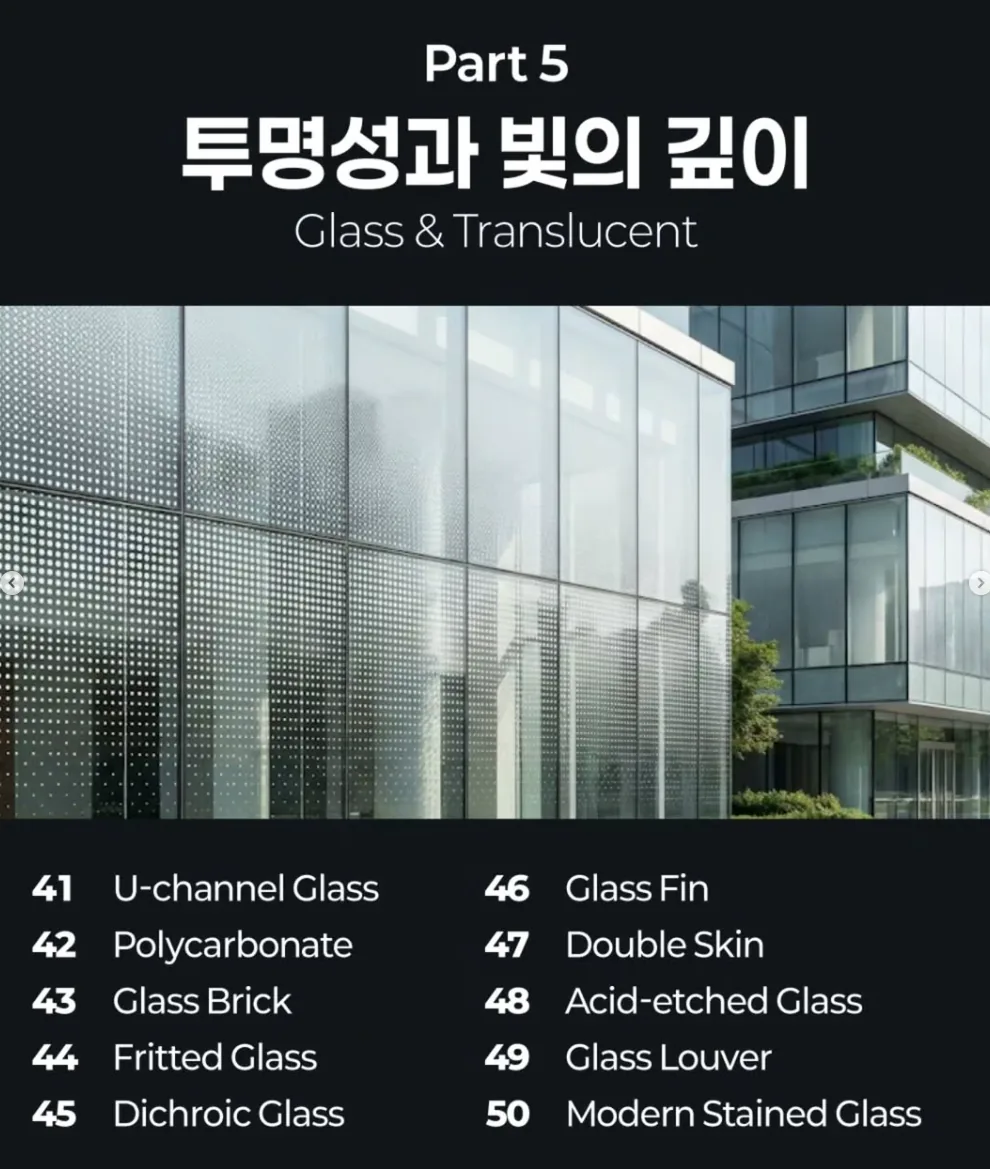 Part 5
투명성과 빛의 깊이
Glass & Translucent
41 U-channel Glass
42 Polycarbonate
43 Glass Brick
44 Fritted Glass
45 Dichroic Glass
46 Glass Fin
47 Double Skin
48 Acid-etched Glass
49 Glass Louver
50 Modern Stained Glass